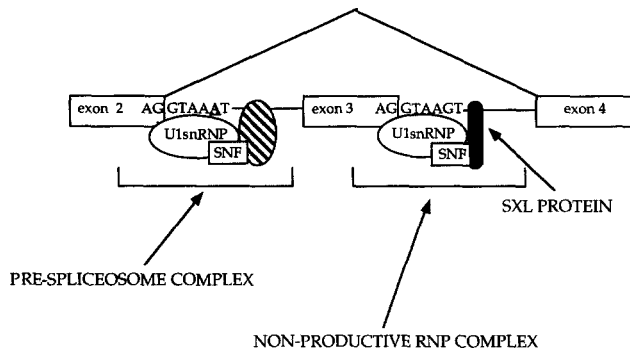 exon 2 AG GTAAAT exon 3 AG GTAAGT exon 4
U1snRNP U1snRNP
SNF SNF
SXL PROTEIN
PRE-SPLICEOSOME COMPLEX
NON-PRODUCTIVE RNP COMPLEX